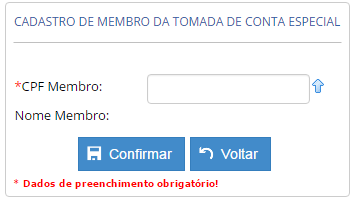 CADASTRO DE MEMBRO DA TOMADA DE CONTA ESPECIAL
*CPF Membro:
Nome Membro:
Confirmar Voltar
* Dados de preenchimento obrigatório!